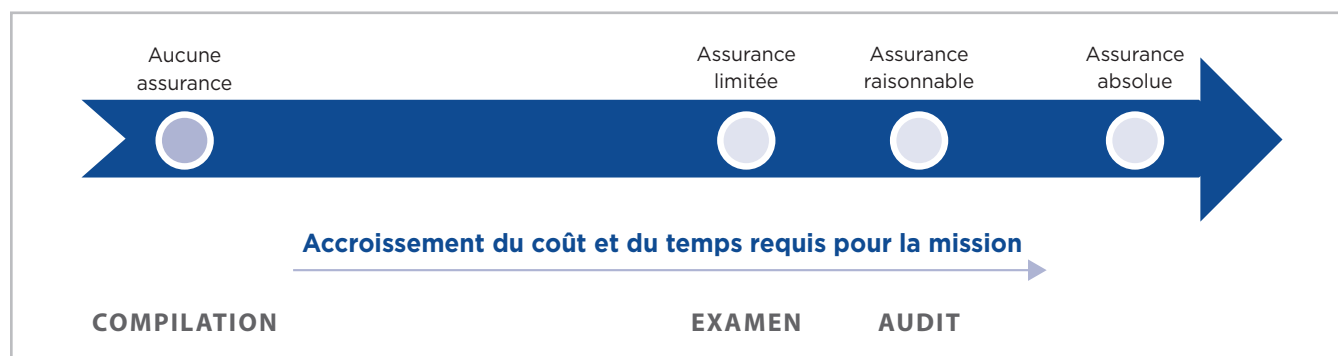 Aucune
assurance
Assurance
limitée
Assurance
raisonnable
Assurance
absolue
Accroissement du coût et du temps requis pour la mission
COMPILATION
EXAMEN
AUDIT